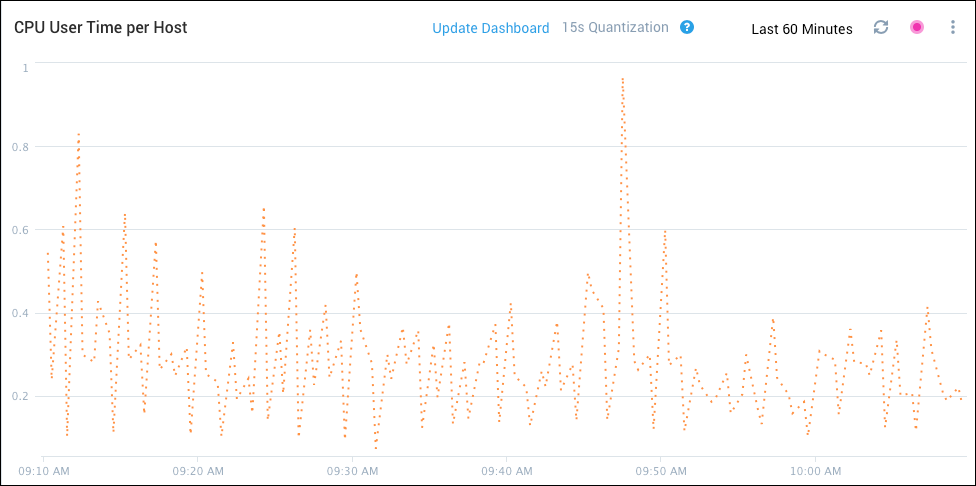 CPU User Time per Host Update Dashboard 15s Quantization ? Last 60 Minutes
1
0.8
0.6
0.4
0.2
09:10 AM 09:20 AM 09:30 AM 09:40 AM 09:50 AM 10:00 AM